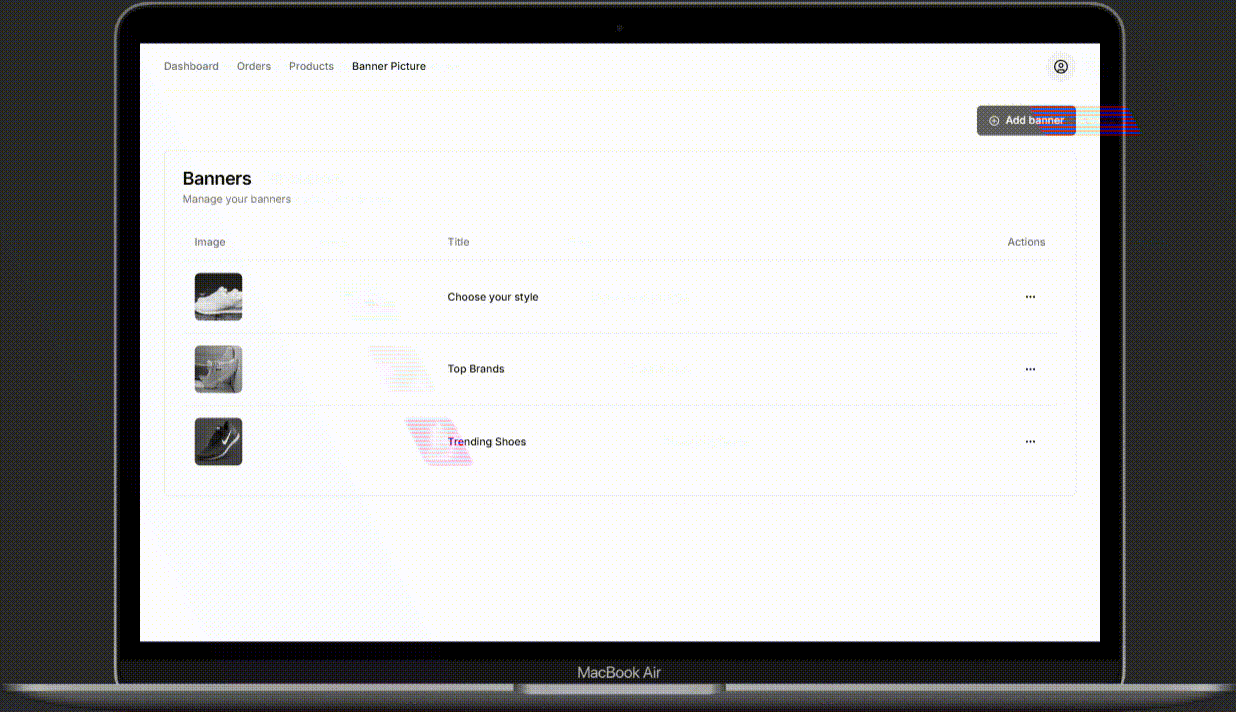 Dashboard Orders Products Banner Picture
Add banner
Banners
Manage your banners
Image Title Actions
Choose your style
Top Brands
Trending Shoes
MacBook Air